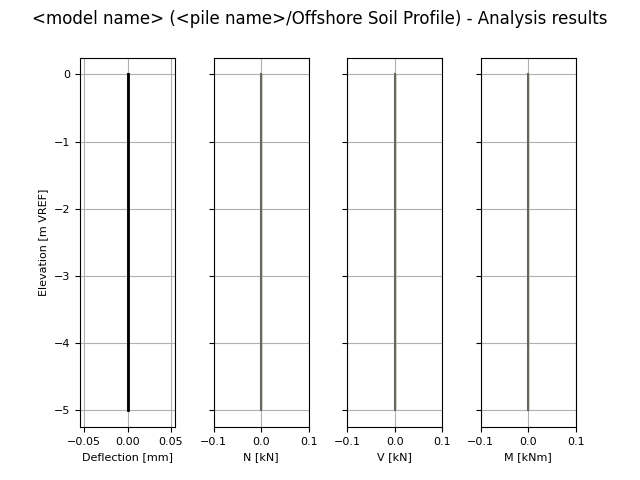 <model name> (<pile name>/Offshore Soil Profile) - Analysis results
Elevation [m VREF]
0
−1
−2
−3
−4
−5
−0.05 0.00 0.05
Deflection [mm]
−0.1 0.0 0.1
N [kN]
−0.1 0.0 0.1
V [kN]
−0.1 0.0 0.1
M [kNm]